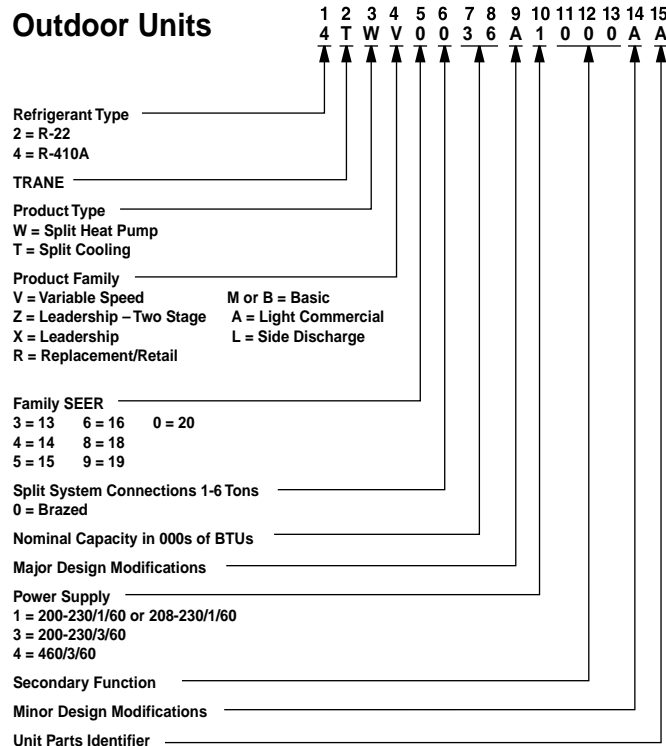 Outdoor Units
1 2 3 4 5 6 7 8 9 10 11 12 13 14 15
4 T W V 0 0 3 6 A 1 0 0 0 A A
Refrigerant Type
2 = R-22
4 = R-410A
TRANE
Product Type
W = Split Heat Pump
T = Split Cooling
Product Family
V = Variable Speed M or B = Basic
Z = Leadership – Two Stage A = Light Commercial
X = Leadership L = Side Discharge
R = Replacement/Retail
Family SEER
3 = 13 6 = 16 0 = 20
4 = 14 8 = 18
5 = 15 9 = 19
Split System Connections 1-6 Tons
0 = Brazed
Nominal Capacity in 000s of BTUs
Major Design Modifications
Power Supply
1 = 200-230/1/60 or 208-230/1/60
3 = 200-230/3/60
4 = 460/3/60
Secondary Function
Minor Design Modifications
Unit Parts Identifier